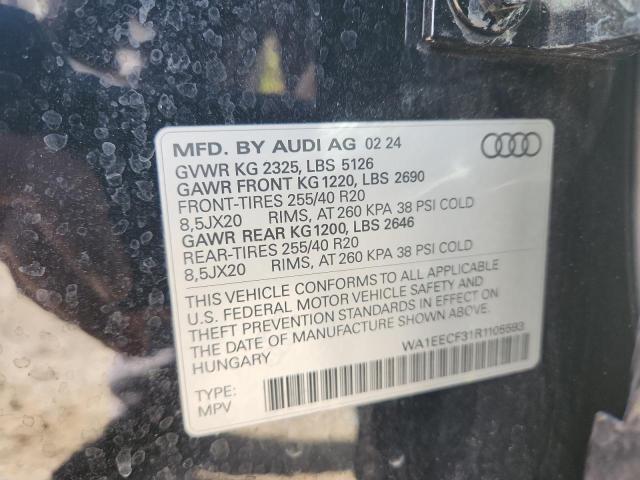 MFD. BY AUDI AG 02 24
GVWR KG 2325, LBS 5126
GAWR FRONT KG 1220, LBS 2690
FRONT-TIRES 255/40 R20
8,5JX20 RIMS, AT 260 KPA 38 PSI COLD
GAWR REAR KG 1200, LBS 2646
REAR-TIRES 255/40 R20
8,5JX20 RIMS, AT 260 KPA 38 PSI COLD
THIS VEHICLE CONFORMS TO ALL APPLICABLE
U.S. FEDERAL MOTOR VEHICLE SAFETY AND
THEFT PREVENTION STANDARDS IN EFFECT ON
THE DATE OF MANUFACTURE SHOWN ABOVE.
HUNGARY
WA1EECF31R1105593
TYPE:
MPV